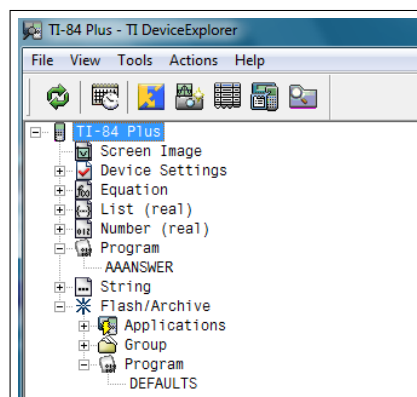 TI-84 Plus - TI DeviceExplorer
File View Tools Actions Help
TI-84 Plus
Screen Image
Device Settings
Equation
List (real)
Number (real)
Program
AAANSWER
String
Flash/Archive
Applications
Group
Program
DEFAULTS